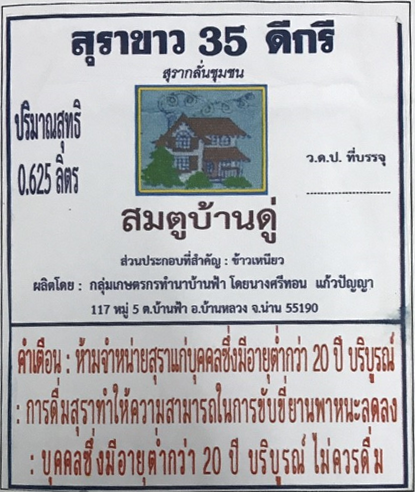 สุราขาว 35 ดีกรี
สุรากลั่นชุมชน
ปริมาณสุทธิ
0.625 ลิตร
ว.ด.ป. ที่บรรจุ
สมตูบ้านดู่
ส่วนประกอบที่สำคัญ : ข้าวเหนียว
ผลิตโดย : กลุ่มเกษตรกรทำนาบ้านฟ้า โดยนางศรีทอน แก้วปัญญา
117 หมู่ 5 ต.บ้านฟ้า อ.บ้านหลวง จ.น่าน 55190
คำเตือน : ห้ามจำหน่ายสุราแก่บุคคลซึ่งมีอายุต่ำกว่า 20 ปี บริบูรณ์
: การดื่มสุราทำให้ความสามารถในการขับขี่ยานพาหนะลดลง
: บุคคลซึ่งมีอายุต่ำกว่า 20 ปี บริบูรณ์ ไม่ควรดื่ม